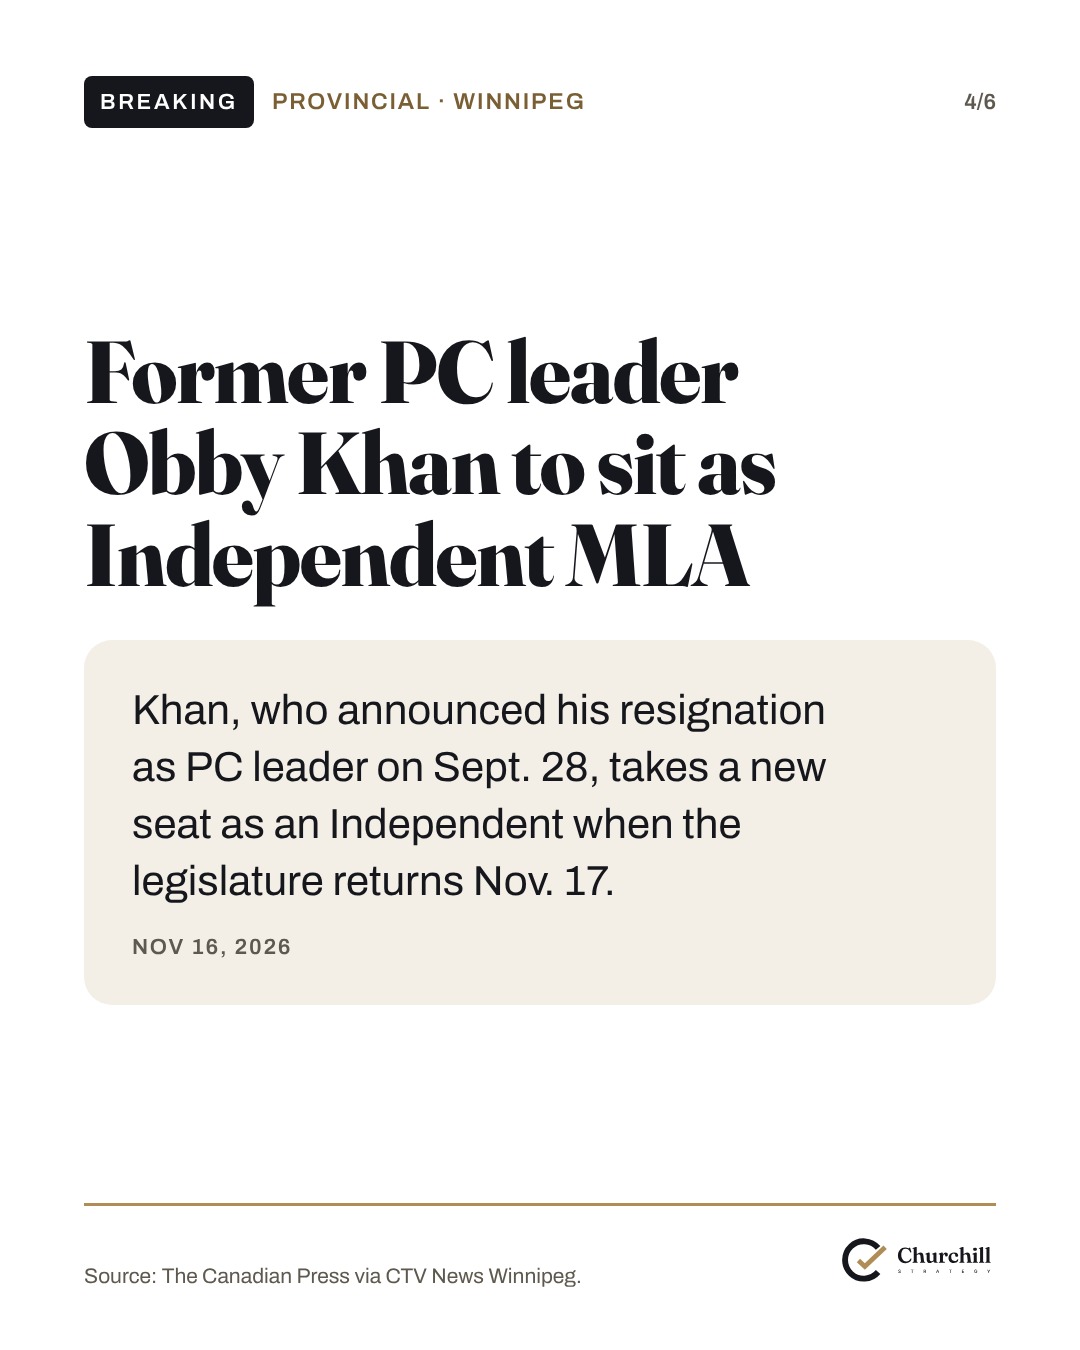 BREAKING PROVINCIAL · WINNIPEG 4/6
Former PC leader
Obby Khan to sit as
Independent MLA
Khan, who announced his resignation
as PC leader on Sept. 28, takes a new
seat as an Independent when the
legislature returns Nov. 17.
NOV 16, 2026
Source: The Canadian Press via CTV News Winnipeg.
Churchill
STRATEGY